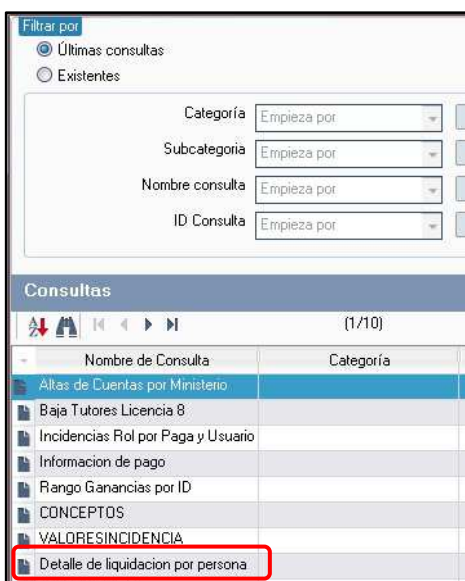 Filtrar por
Últimas consultas
Existentes
Categoría Empieza por
Subcategoria Empieza por
Nombre consulta Empieza por
ID Consulta Empieza por
Consultas
(1/10)
Nombre de Consulta Categoría
Altas de Cuentas por Ministerio
Baja Tutores Licencia 8
Incidencias Rol por Paga y Usuario
Informacion de pago
Rango Ganancias por ID
CONCEPTOS
VALORESINCIDENCIA
Detalle de liquidacion por persona